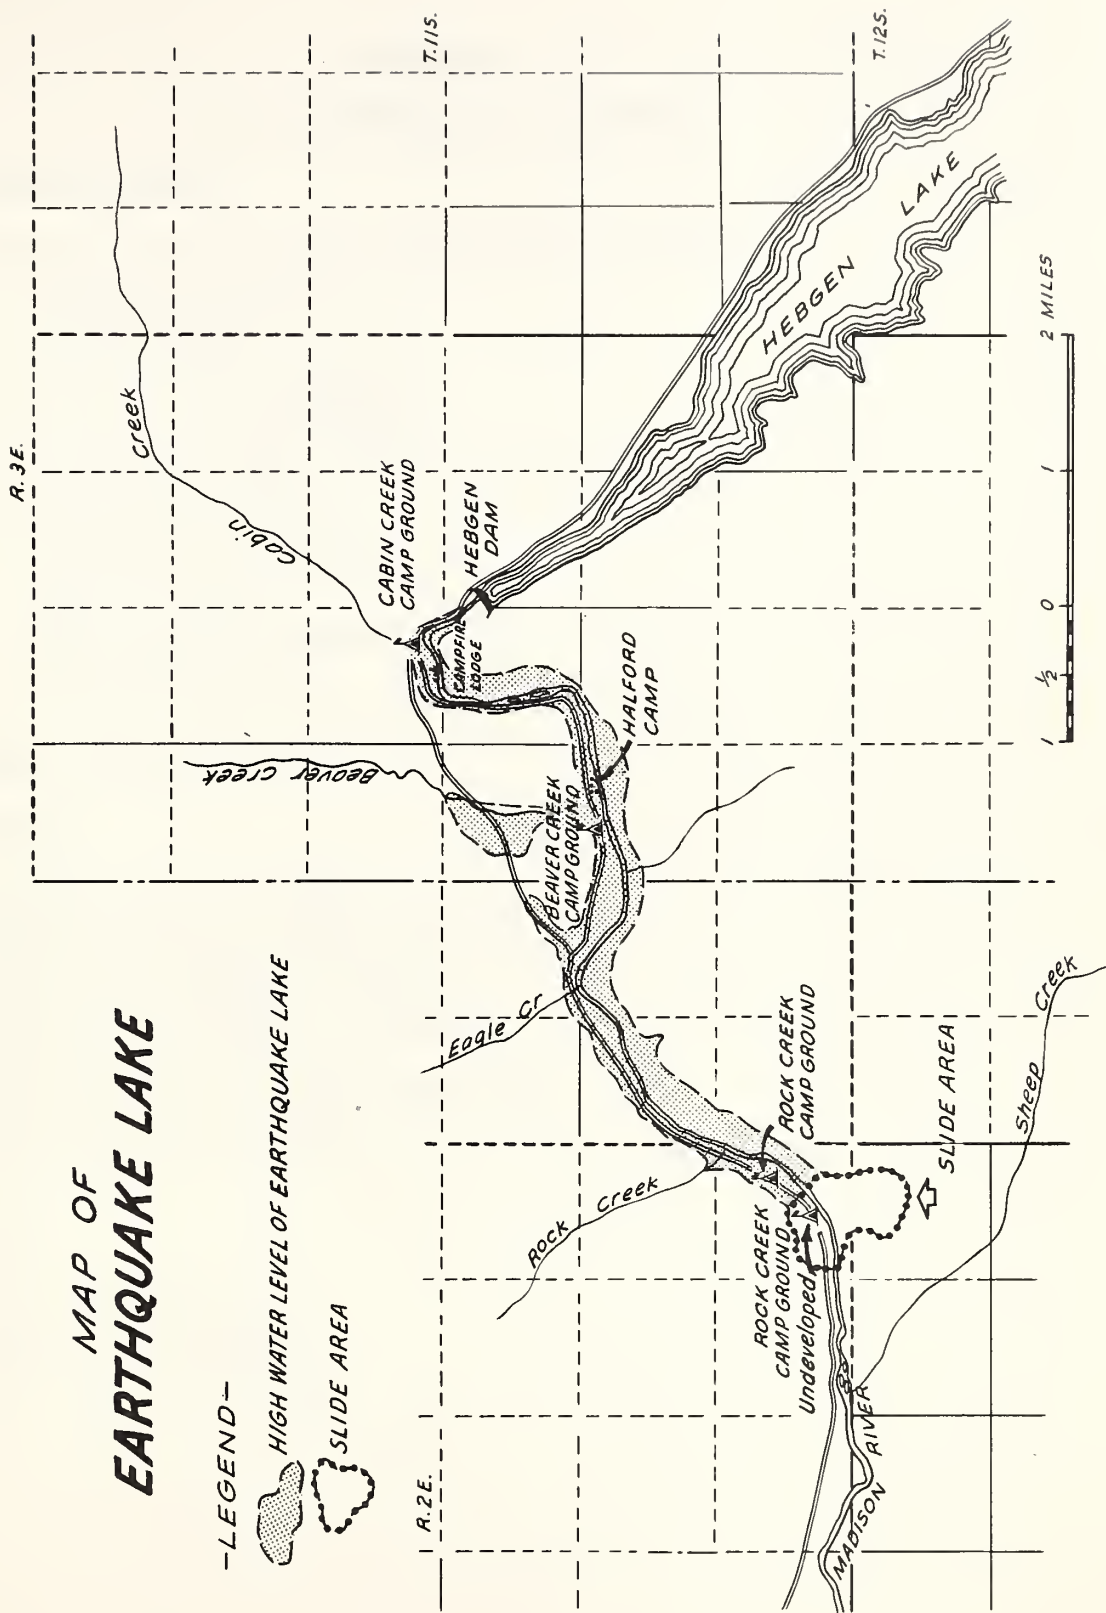 MAP OF
EARTHQUAKE LAKE
-LEGEND-
HIGH WATER LEVEL OF EARTHQUAKE LAKE
SLIDE AREA
R.2E.
R.3E.
T.11S.
T.12S.
Cabin
Creek
CABIN CREEK
CAMP GROUND
HEBGEN
DAM
CAMPFIRE
LODGE
HALFORD
CAMP
Beaver Creek
BEAVER CREEK
CAMP GROUND
HEBGEN
LAKE
Eagle Cr
Rock Creek
ROCK CREEK
CAMP GROUND
ROCK CREEK
CAMP GROUND
Undeveloped
SLIDE AREA
Sheep
Creek
MADISON
RIVER
1
1/2
0
1
2 MILES